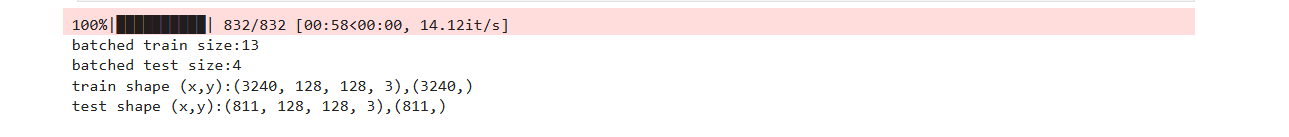 100%|██████████| 832/832 [00:58<00:00, 14.12it/s]
batched train size:13
batched test size:4
train shape (x,y):(3240, 128, 128, 3),(3240,)
test shape (x,y):(811, 128, 128, 3),(811,)